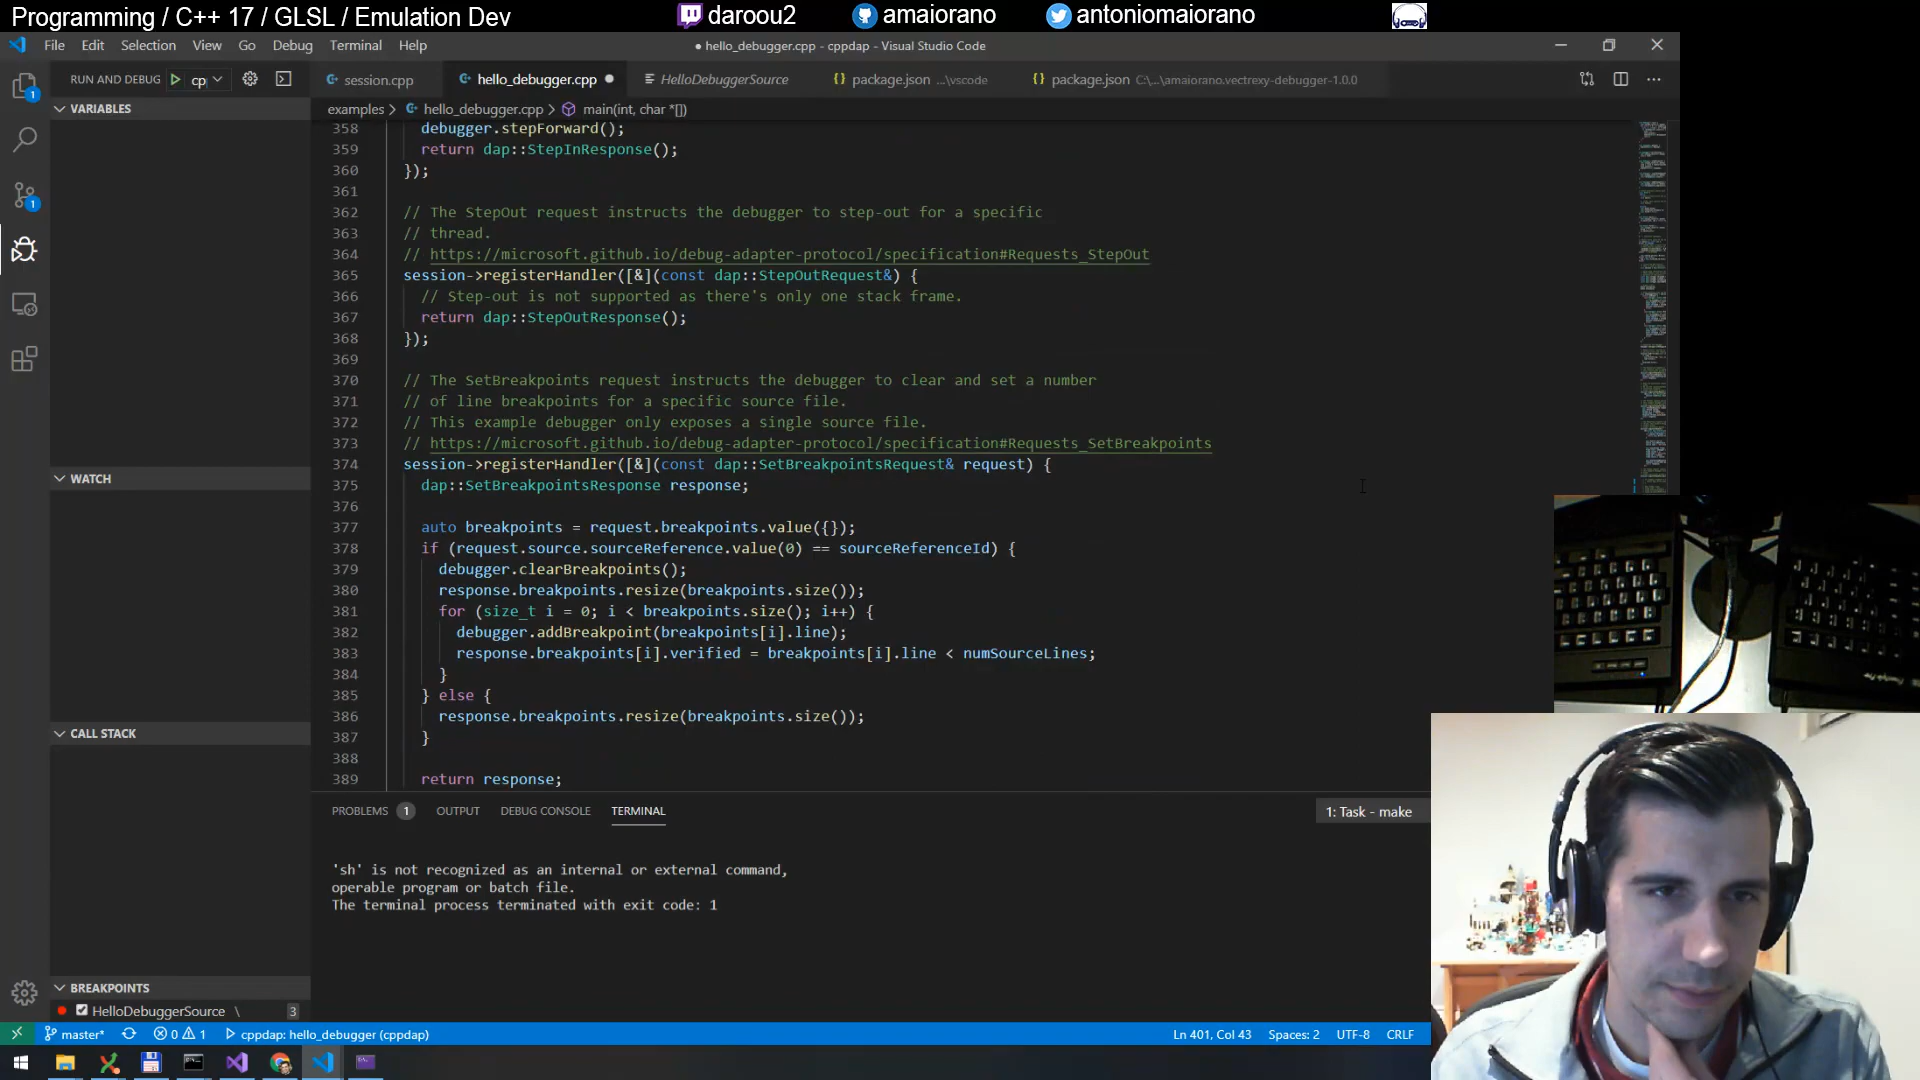 Programming / C++ 17 / GLSL / Emulation Dev
daroou2
amaiorano
antoniomaiorano
File Edit Selection View Go Debug Terminal Help
● hello_debugger.cpp - cppdap - Visual Studio Code
RUN AND DEBUG
cp
session.cpp
hello_debugger.cpp
HelloDebuggerSource
package.json ...\vscode
package.json C:\...\amaiorano.vectrexy-debugger-1.0.0
VARIABLES
examples > hello_debugger.cpp > main(int, char *[])
358 debugger.stepForward();
359 return dap::StepInResponse();
360 });
361
362 // The StepOut request instructs the debugger to step-out for a specific
363 // thread.
364 // https://microsoft.github.io/debug-adapter-protocol/specification#Requests_StepOut
365 session->registerHandler([&](const dap::StepOutRequest&) {
366 // Step-out is not supported as there's only one stack frame.
367 return dap::StepOutResponse();
368 });
369
370 // The SetBreakpoints request instructs the debugger to clear and set a number
371 // of line breakpoints for a specific source file.
372 // This example debugger only exposes a single source file.
373 // https://microsoft.github.io/debug-adapter-protocol/specification#Requests_SetBreakpoints
374 session->registerHandler([&](const dap::SetBreakpointsRequest& request) {
375 dap::SetBreakpointsResponse response;
376
377 auto breakpoints = request.breakpoints.value({});
378 if (request.source.sourceReference.value(0) == sourceReferenceId) {
379 debugger.clearBreakpoints();
380 response.breakpoints.resize(breakpoints.size());
381 for (size_t i = 0; i < breakpoints.size(); i++) {
382 debugger.addBreakpoint(breakpoints[i].line);
383 response.breakpoints[i].verified = breakpoints[i].line < numSourceLines;
384 }
385 } else {
386 response.breakpoints.resize(breakpoints.size());
387 }
388
389 return response;
WATCH
CALL STACK
BREAKPOINTS
HelloDebuggerSource \ 3
1
1
PROBLEMS 1 OUTPUT DEBUG CONSOLE TERMINAL
1: Task - make
'sh' is not recognized as an internal or external command,
operable program or batch file.
The terminal process terminated with exit code: 1
master* 0 1 cppdap: hello_debugger (cppdap)
Ln 401, Col 43 Spaces: 2 UTF-8 CRLF